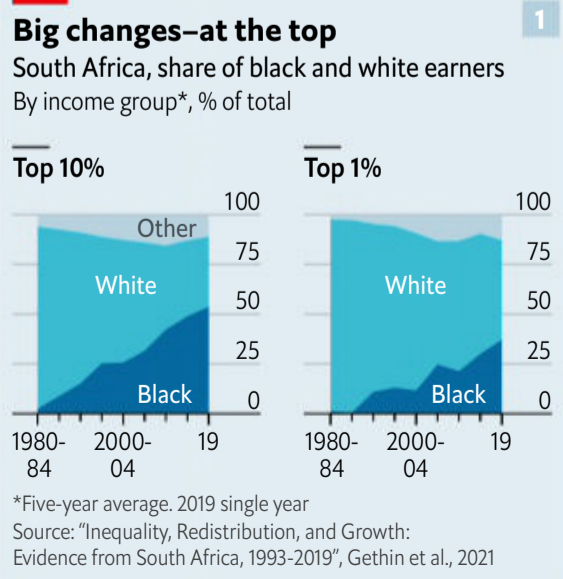 1
Big changes–at the top
South Africa, share of black and white earners
By income group*, % of total
Top 10%
100
Other
75
White
50
25
Black
0
1980-
84
2000-
04
19
Top 1%
100
75
White
50
25
Black
0
1980-
84
2000-
04
19
*Five-year average. 2019 single year
Source: “Inequality, Redistribution, and Growth:
Evidence from South Africa, 1993-2019”, Gethin et al., 2021